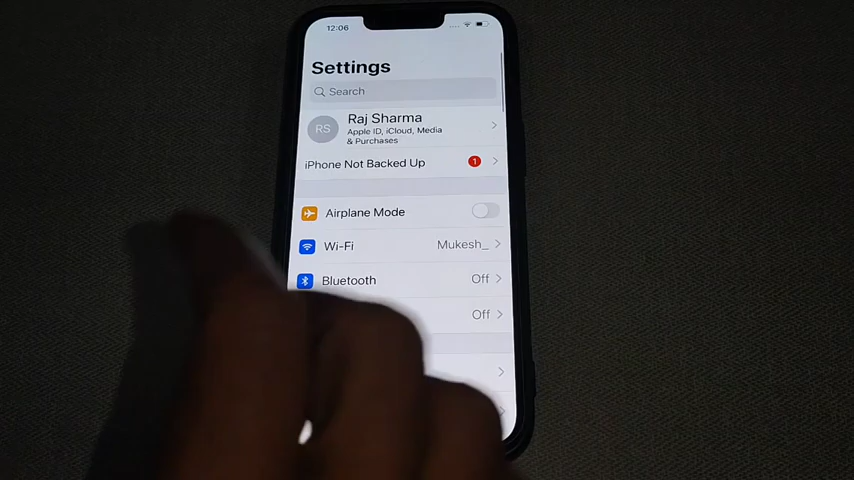 12:06
Settings
Search
RS
Raj Sharma
Apple ID, iCloud, Media
& Purchases
iPhone Not Backed Up
1
Airplane Mode
Wi-Fi
Mukesh_
Bluetooth
Off
Off